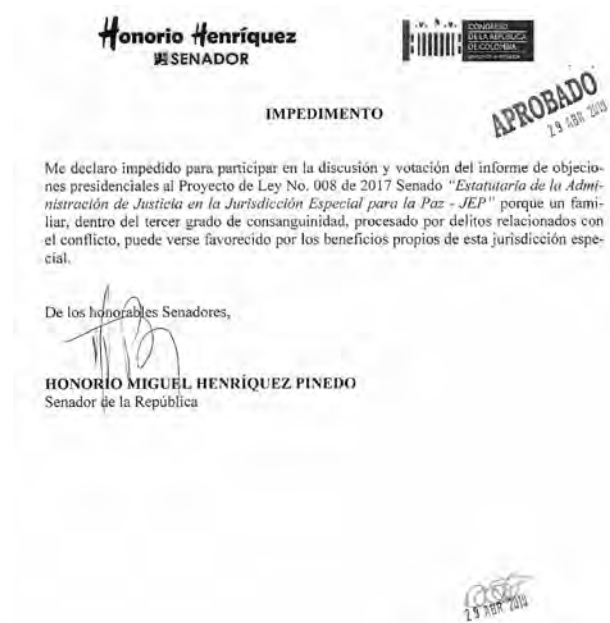 Honorio Henríquez
SENADOR
CONGRESO
DE LA REPÚBLICA
DE COLOMBIA
APROBADO
29 ABR 2019
IMPEDIMENTO
Me declaro impedido para participar en la discusión y votación del informe de objecio-
nes presidenciales al Proyecto de Ley No. 008 de 2017 Senado "Estatutaria de la Admi-
nistración de Justicia en la Jurisdicción Especial para la Paz - JEP" porque un fami-
liar, dentro del tercer grado de consanguinidad, procesado por delitos relacionados con
el conflicto, puede verse favorecido por los beneficios propios de esta jurisdicción espe-
cial.
De los honorables Senadores,
HONORIO MIGUEL HENRÍQUEZ PINEDO
Senador de la República
29 ABR 2019